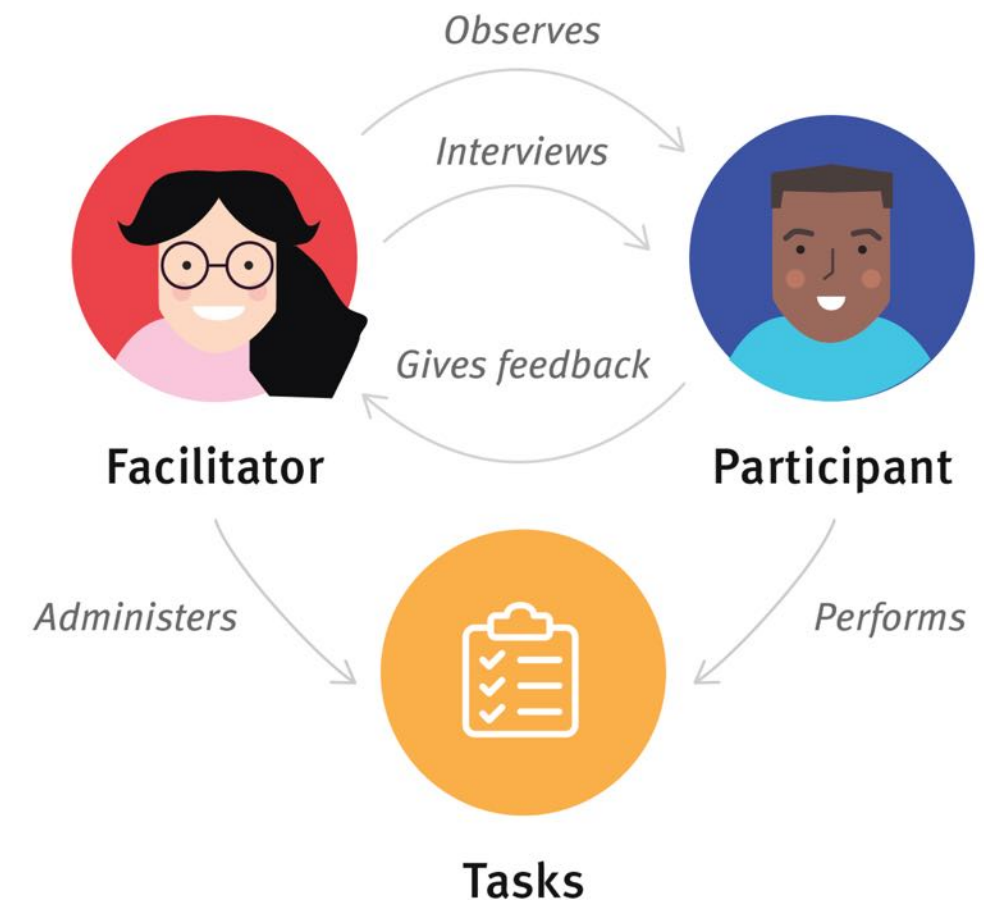 Observes
Interviews
Gives feedback
Facilitator
Participant
Administers
Performs
Tasks